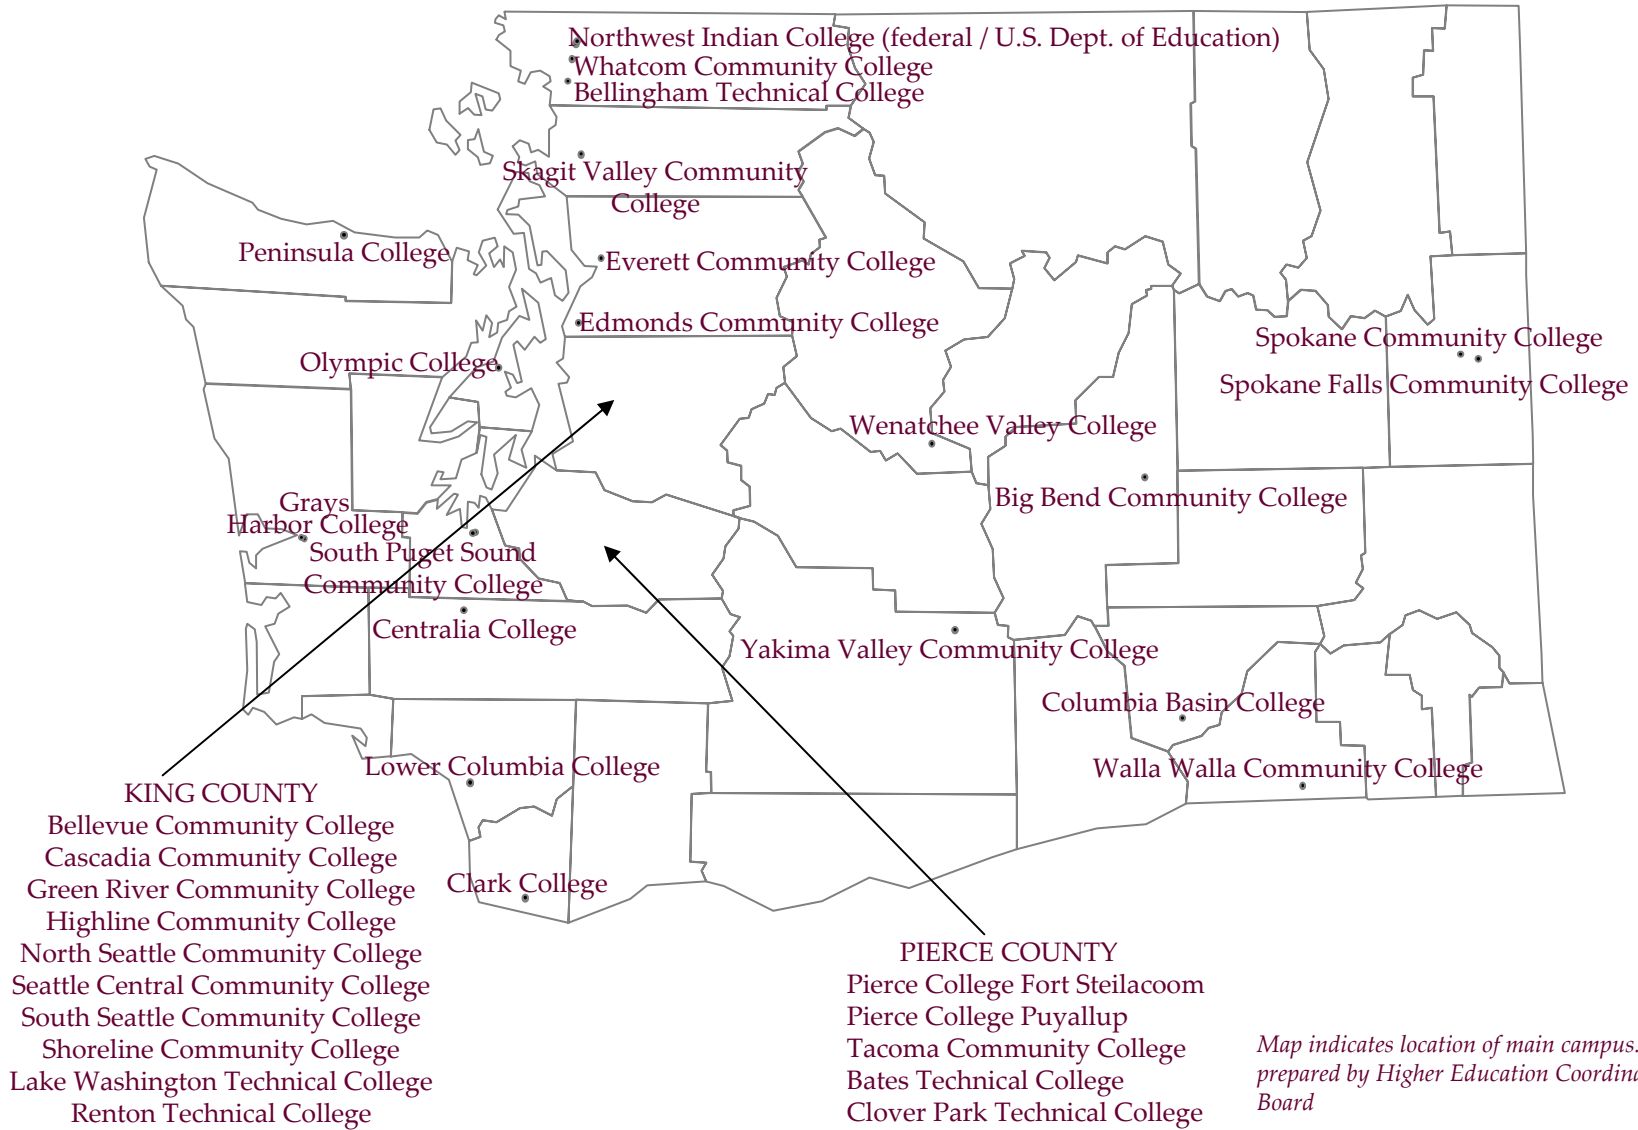 Northwest Indian College (federal / U.S. Dept. of Education)
Whatcom Community College
Bellingham Technical College
Skagit Valley Community
College
Peninsula College
Everett Community College
Edmonds Community College
Olympic College
Spokane Community College
Spokane Falls Community College
Wenatchee Valley College
Big Bend Community College
Grays
Harbor College
South Puget Sound
Community College
Centralia College
Yakima Valley Community College
Columbia Basin College
Lower Columbia College
Walla Walla Community College
Clark College
KING COUNTY
Bellevue Community College
Cascadia Community College
Green River Community College
Highline Community College
North Seattle Community College
Seattle Central Community College
South Seattle Community College
Shoreline Community College
Lake Washington Technical College
Renton Technical College
PIERCE COUNTY
Pierce College Fort Steilacoom
Pierce College Puyallup
Tacoma Community College
Bates Technical College
Clover Park Technical College
Map indicates location of main campus.
prepared by Higher Education Coordina
Board